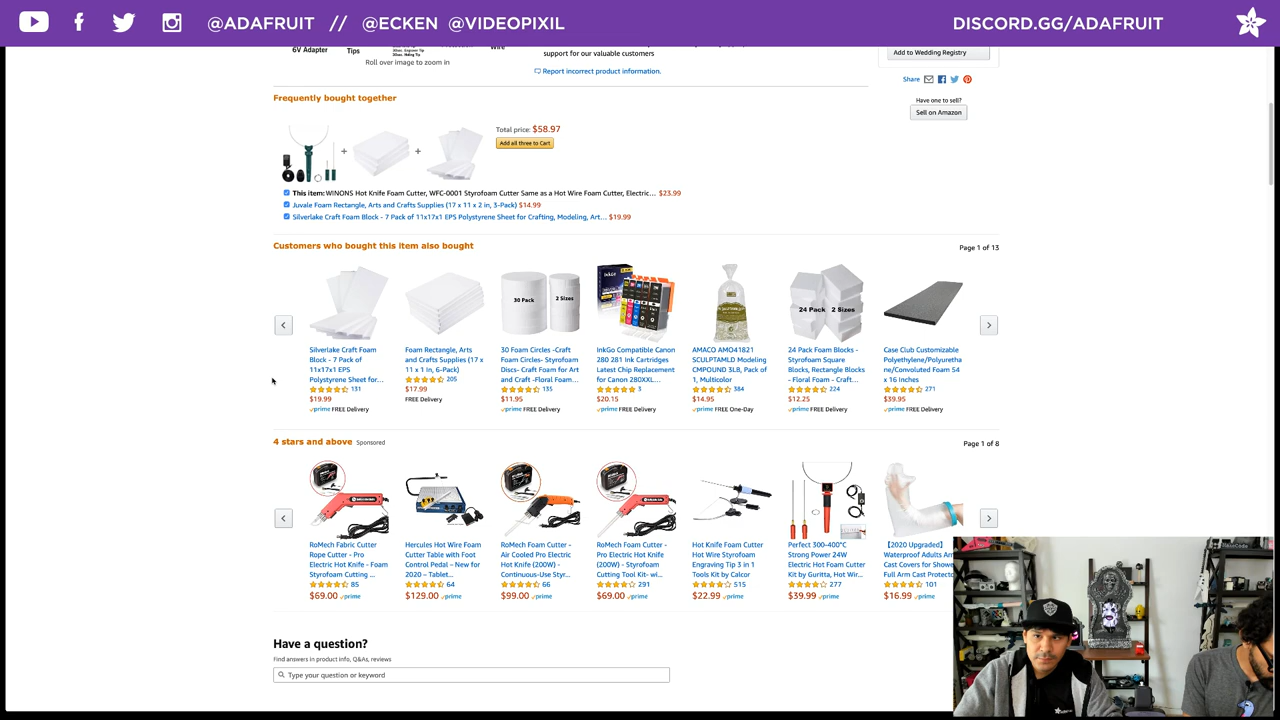 @ADAFRUIT // @ECKEN @VIDEOPIXIL
DISCORD.GG/ADAFRUIT
6V Adapter
Tips
Wire
Roll over image to zoom in
support for our valuable customers
Report incorrect product information.
Add to Wedding Registry
Share
Have one to sell?
Sell on Amazon
Frequently bought together
Total price: $58.97
Add all three to Cart
This item: WINONS Hot Knife Foam Cutter, WFC-0001 Styrofoam Cutter Same as a Hot Wire Foam Cutter, Electric… $23.99
Juvale Foam Rectangle, Arts and Crafts Supplies (17 x 11 x 2 in, 3-Pack) $14.99
Silverlake Craft Foam Block - 7 Pack of 11x17x1 EPS Polystyrene Sheet for Crafting, Modeling, Art… $19.99
Customers who bought this item also bought
Page 1 of 13
30 Pack
2 Sizes
24 Pack
2 Sizes
Silverlake Craft Foam
Block - 7 Pack of
11x17x1 EPS
Polystyrene Sheet for…
131
$19.99
prime FREE Delivery
Foam Rectangle, Arts
and Crafts Supplies (17 x
11 x 1 in, 6-Pack)
205
$17.99
FREE Delivery
30 Foam Circles -Craft
Foam Circles- Styrofoam
Discs- Craft Foam for Art
and Craft -Floral Foam…
135
$11.95
prime FREE Delivery
InkGo Compatible Canon
280 281 Ink Cartridges
Latest Chip Replacement
for Canon 280XXL…
3
$20.15
prime FREE Delivery
AMACO AMO41821
SCULPTAMLD Modeling
CMPOUND 3LB, Pack of
1, Multicolor
384
$14.95
prime FREE One-Day
24 Pack Foam Blocks -
Styrofoam Square
Blocks, Rectangle Blocks
- Floral Foam - Craft…
224
$12.25
prime FREE Delivery
Case Club Customizable
Polyethylene/Polyuretha
ne/Convoluted Foam 54
x 16 Inches
271
$39.95
prime FREE Delivery
4 stars and above Sponsored
Page 1 of 8
RoMech Fabric Cutter
Rope Cutter - Pro
Electric Hot Knife - Foam
Styrofoam Cutting ...
85
$69.00 prime
Hercules Hot Wire Foam
Cutter Table with Foot
Control Pedal – New for
2020 – Tablet...
64
$129.00 prime
RoMech Foam Cutter -
Air Cooled Pro Electric
Hot Knife (200W) -
Continuous-Use Styr...
66
$99.00 prime
RoMech Foam Cutter -
Pro Electric Hot Knife
(200W) - Styrofoam
Cutting Tool Kit- wi...
291
$69.00 prime
Hot Knife Foam Cutter
Hot Wire Styrofoam
Engraving Tip 3 in 1
Tools Kit by Calcor
515
$22.99 prime
Perfect 300-400°C
Strong Power 24W
Electric Hot Foam Cutter
Kit by Guritta, Hot Wir...
277
$39.99 prime
【2020 Upgraded】
Waterproof Adults Ar
Cast Covers for Showe
Full Arm Cast Protecto
101
$16.99 prime
Have a question?
Find answers in product info, Q&As, reviews
Type your question or keyword